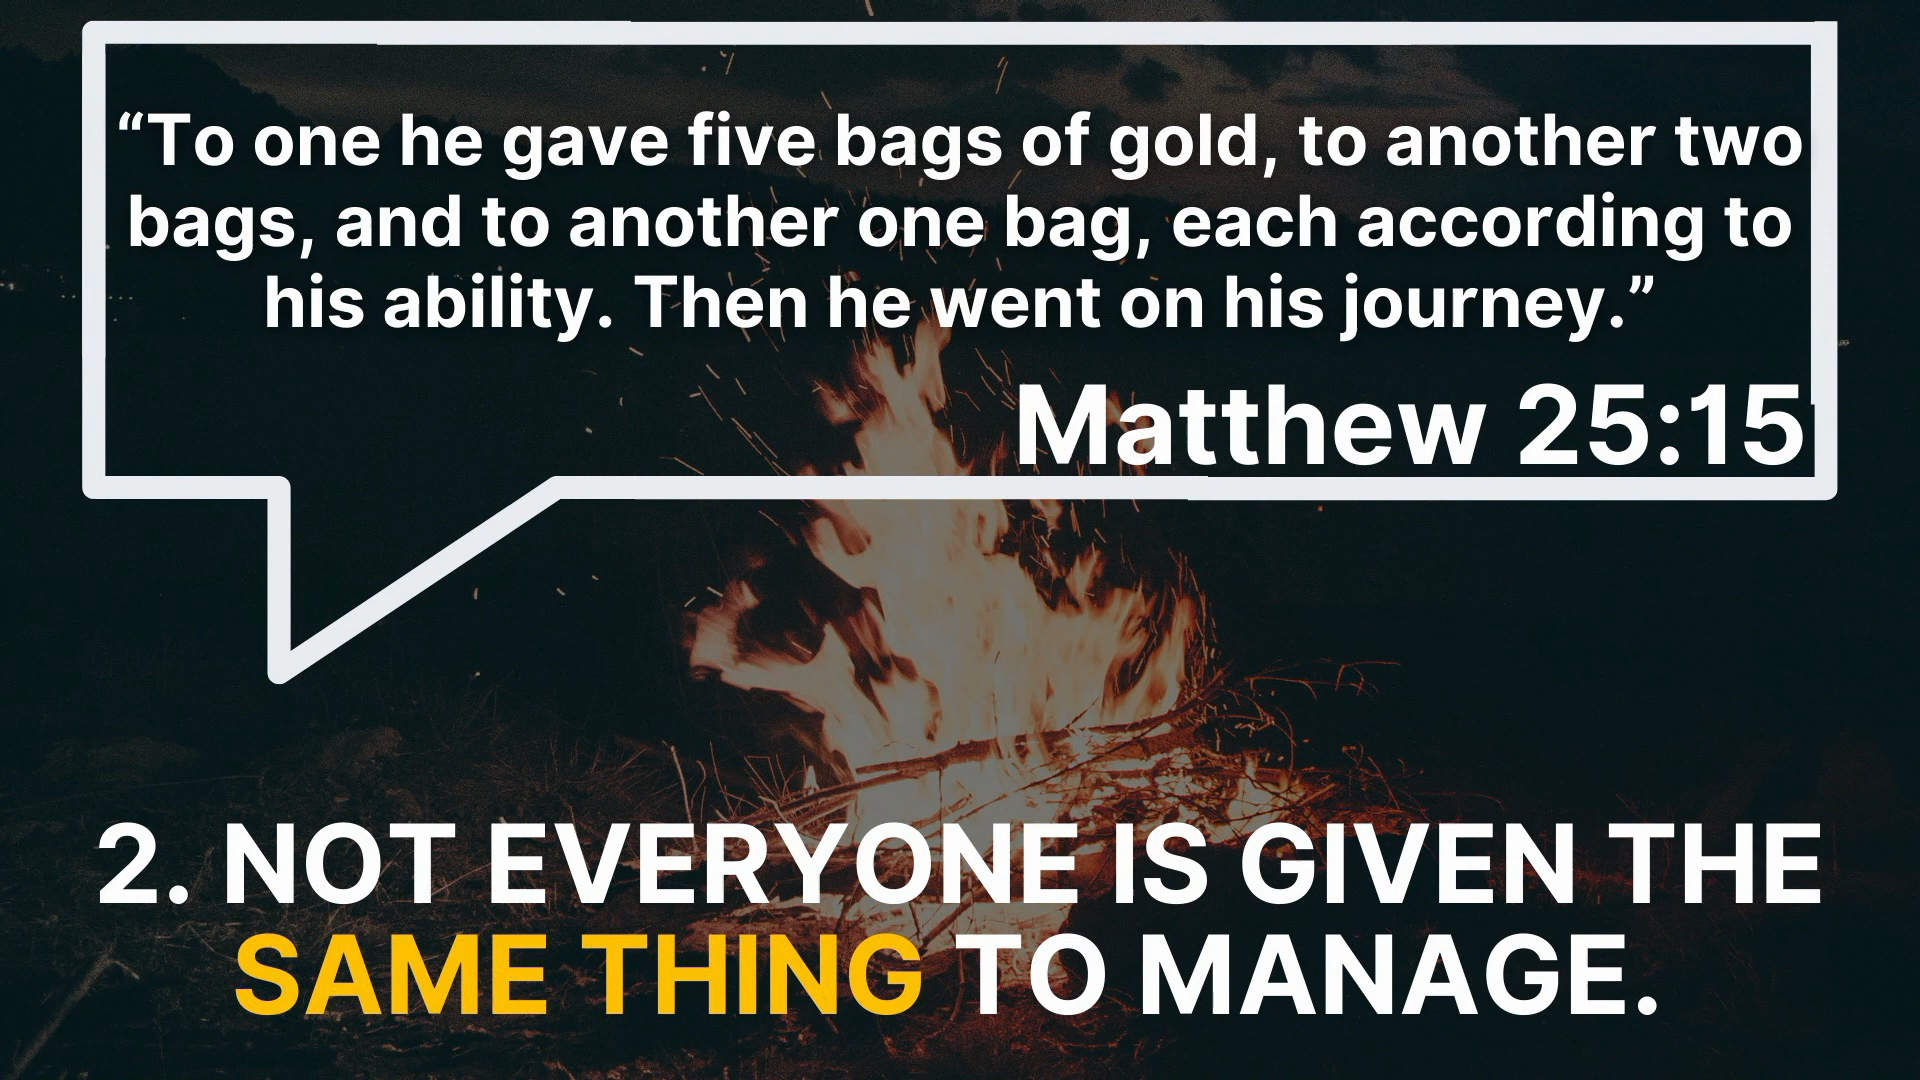 “To one he gave five bags of gold, to another two
bags, and to another one bag, each according to
his ability. Then he went on his journey.”
Matthew 25:15
2. NOT EVERYONE IS GIVEN THE
SAME THING TO MANAGE.